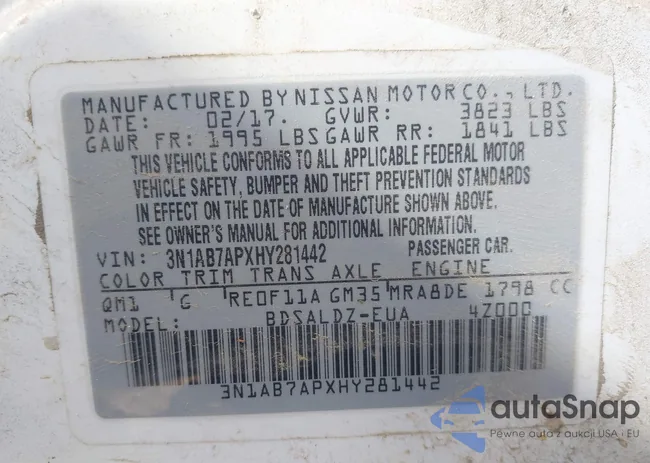 MANUFACTURED BY NISSAN MOTOR CO., LTD.
DATE: 02/17. GVWR: 3823 LBS
GAWR FR: 1995 LBS GAWR RR: 1841 LBS
THIS VEHICLE CONFORMS TO ALL APPLICABLE FEDERAL MOTOR
VEHICLE SAFETY, BUMPER AND THEFT PREVENTION STANDARDS
IN EFFECT ON THE DATE OF MANUFACTURE SHOWN ABOVE.
SEE OWNER'S MANUAL FOR ADDITIONAL INFORMATION.
VIN: 3N1AB7APXHY281442 PASSENGER CAR.
COLOR TRIM TRANS AXLE ENGINE
QM1 G RE0F11A GM35 MRA8DE 1798 CC
MODEL: BDSALDZ-EUA 4Z000
3N1AB7APXHY281442
autaSnap
Pewne auta z aukcji USA · EU